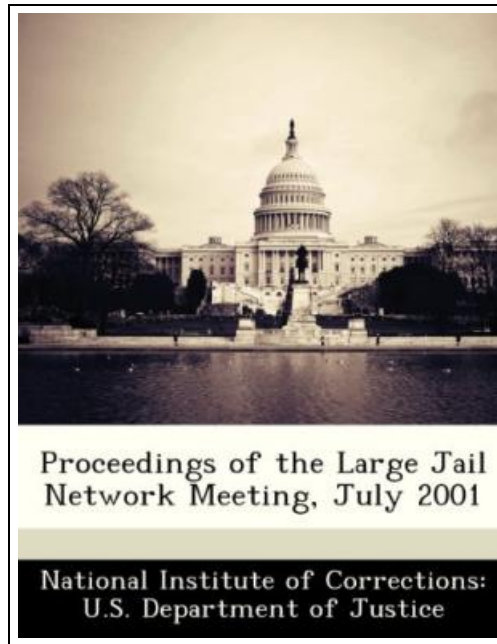 Proceedings of the Large Jail
Network Meeting, July 2001
National Institute of Corrections:
U.S. Department of Justice